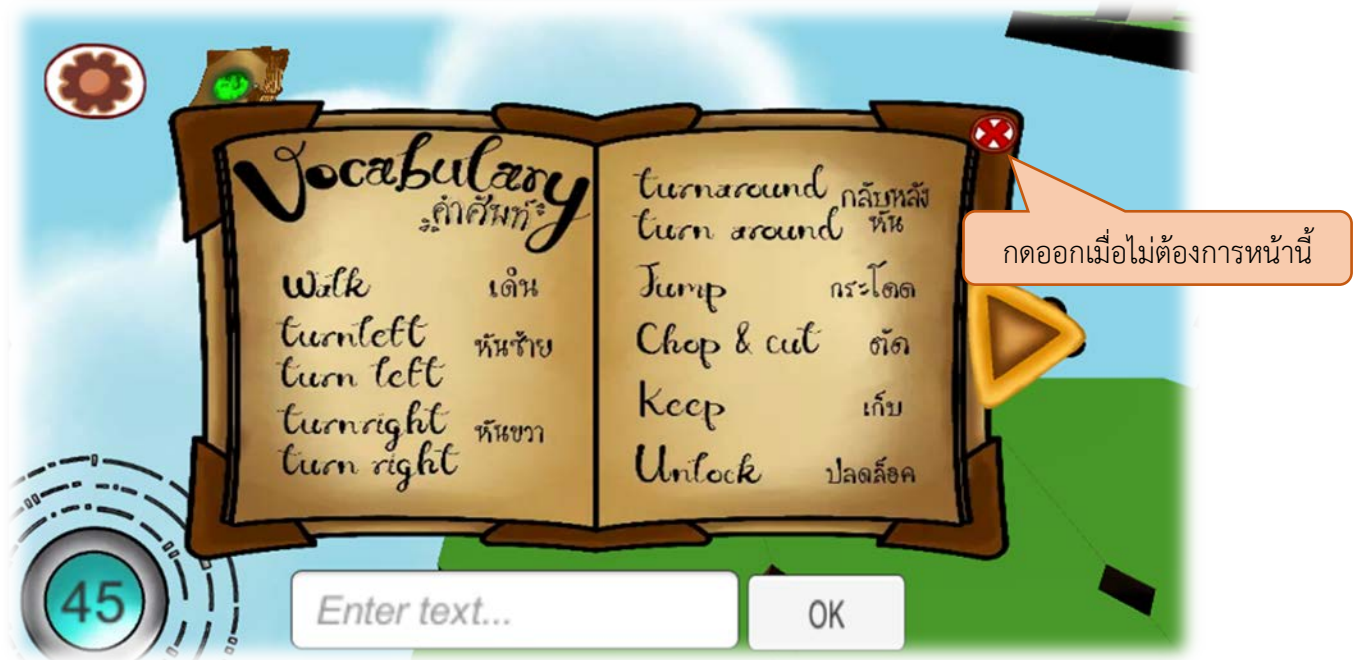 Vocabulary
คำศัพท์
Walk เดิน
turnleft
turn left
หันซ้าย
turnright
turn right
หันขวา
turnaround
turn around
กลับหลัง
หัน
Jump กระโดด
Chop & cut ตัด
Keep เก็บ
Unlock ปลดล็อค
กดออกเมื่อไม่ต้องการหน้านี้
45
Enter text...
OK